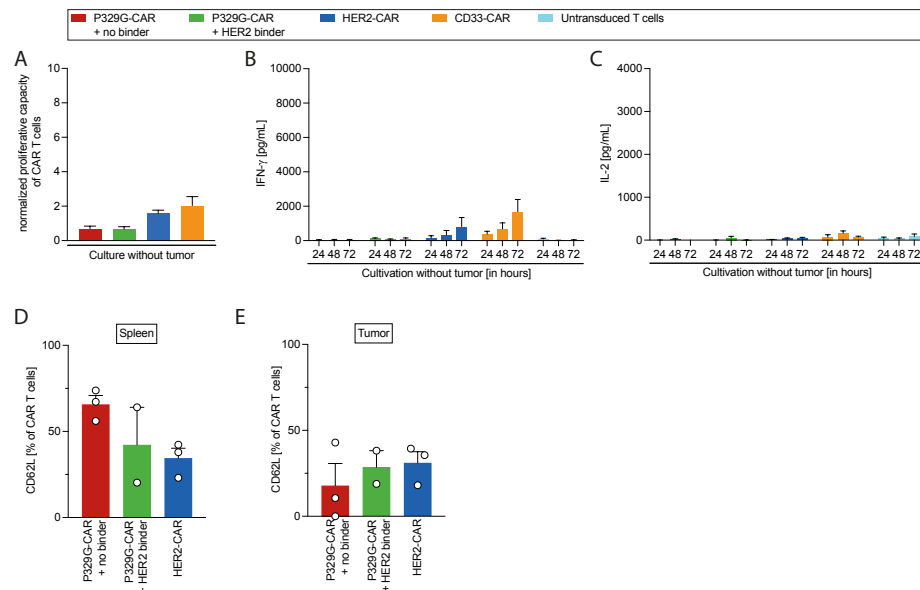 P329G-CAR
+ no binder
P329G-CAR
+ HER2 binder
HER2-CAR
CD33-CAR
Untransduced T cells
A
normalized proliferative capacity
of CAR T cells
10
8
6
4
2
0
Culture without tumor
B
IFN-γ [pg/mL]
10000
8000
6000
4000
2000
0
24 48 72 24 48 72 24 48 72 24 48 72 24 48 72
Cultivation without tumor [in hours]
C
IL-2 [pg/mL]
4000
3000
2000
1000
0
24 48 72 24 48 72 24 48 72 24 48 72 24 48 72
Cultivation without tumor [in hours]
D
Spleen
CD62L [% of CAR T cells]
100
50
0
P329G-CAR
+ no binder
P329G-CAR
+ HER2 binder
HER2-CAR
E
Tumor
CD62L [% of CAR T cells]
100
50
0
P329G-CAR
+ no binder
P329G-CAR
+ HER2 binder
HER2-CAR